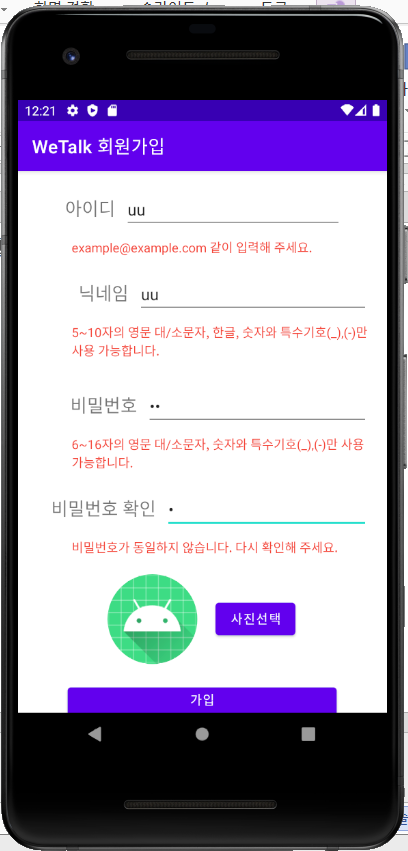 12:21
WeTalk 회원가입
아이디 uu
example@example.com 같이 입력해 주세요.
닉네임 uu
5~10자의 영문 대/소문자, 한글, 숫자와 특수기호(_),(-)만
사용 가능합니다.
비밀번호 ••
6~16자의 영문 대/소문자, 숫자와 특수기호(_),(-)만 사용
가능합니다.
비밀번호 확인 •
비밀번호가 동일하지 않습니다. 다시 확인해 주세요.
사진선택
가입